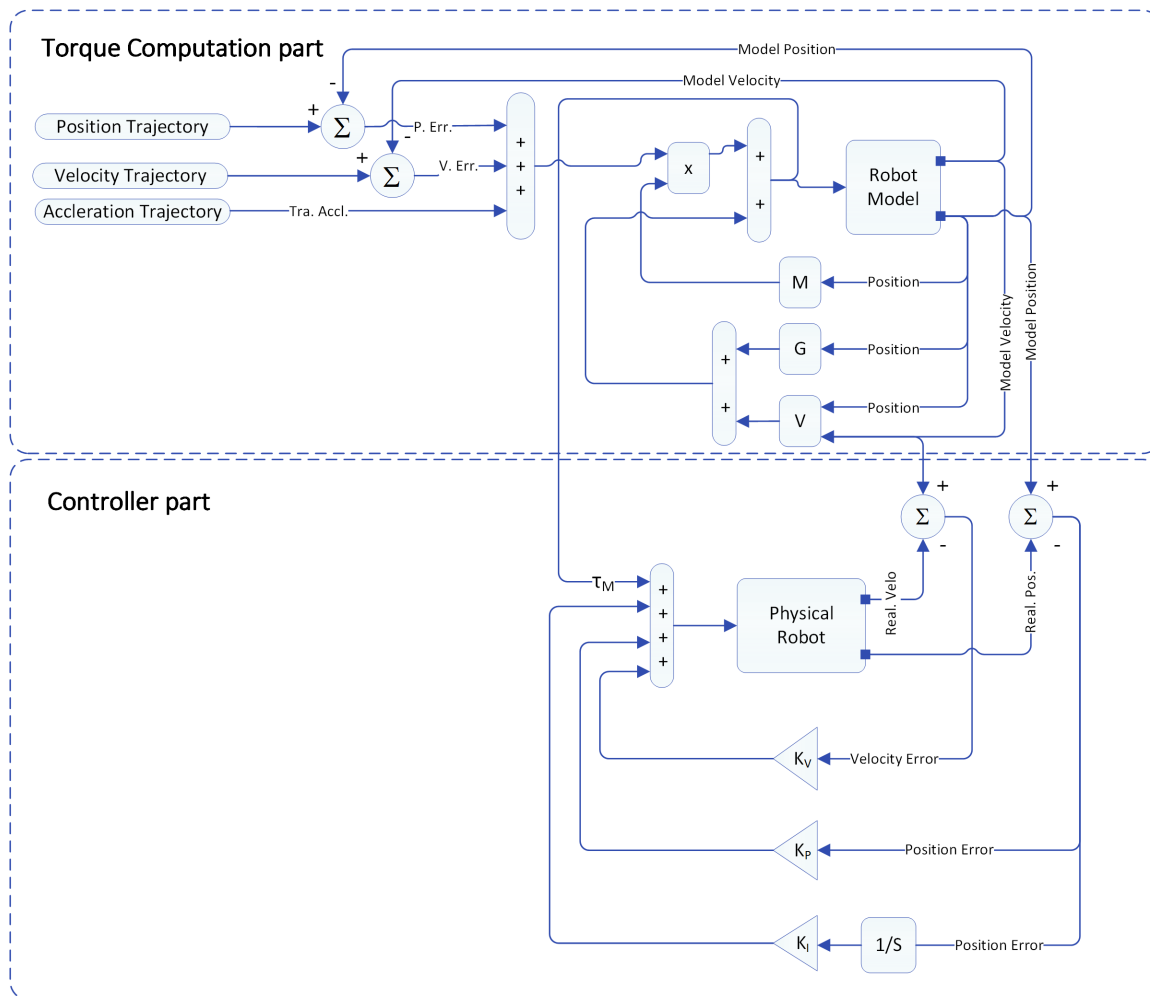 Torque Computation part
Model Position
-
Model Velocity
+
Position Trajectory
Σ
P. Err.
-
+
+
+
x
Velocity Trajectory
+
Σ
V. Err.
+
Robot
Model
Accleration Trajectory
Tra. Accl.
+
+
M
Position
Model Velocity
Model Position
G
Position
+
+
V
Position
Controller part
+
+
Σ
Σ
-
-
τM
+
+
+
+
Physical
Robot
Real. Velo
Real. Pos.
KV
Velocity Error
KP
Position Error
KI
1/S
Position Error